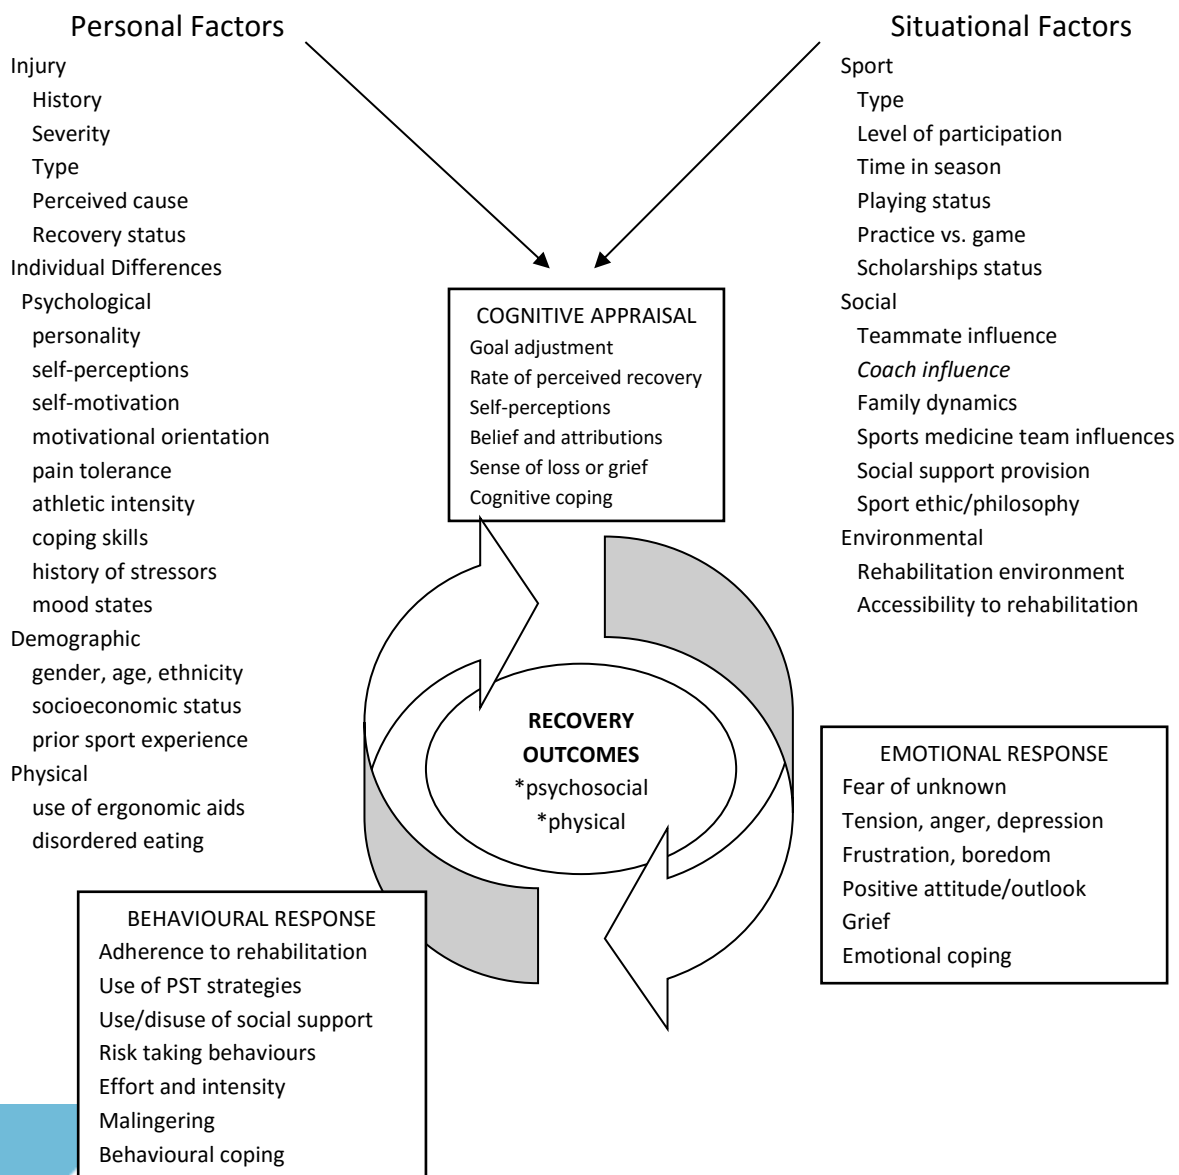 Personal Factors
Injury
History
Severity
Type
Perceived cause
Recovery status
Individual Differences
Psychological
personality
self-perceptions
self-motivation
motivational orientation
pain tolerance
athletic intensity
coping skills
history of stressors
mood states
Demographic
gender, age, ethnicity
socioeconomic status
prior sport experience
Physical
use of ergonomic aids
disordered eating
Situational Factors
Sport
Type
Level of participation
Time in season
Playing status
Practice vs. game
Scholarships status
Social
Teammate influence
Coach influence
Family dynamics
Sports medicine team influences
Social support provision
Sport ethic/philosophy
Environmental
Rehabilitation environment
Accessibility to rehabilitation
COGNITIVE APPRAISAL
Goal adjustment
Rate of perceived recovery
Self-perceptions
Belief and attributions
Sense of loss or grief
Cognitive coping
RECOVERY
OUTCOMES
*psychosocial
*physical
EMOTIONAL RESPONSE
Fear of unknown
Tension, anger, depression
Frustration, boredom
Positive attitude/outlook
Grief
Emotional coping
BEHAVIOURAL RESPONSE
Adherence to rehabilitation
Use of PST strategies
Use/disuse of social support
Risk taking behaviours
Effort and intensity
Malingering
Behavioural coping